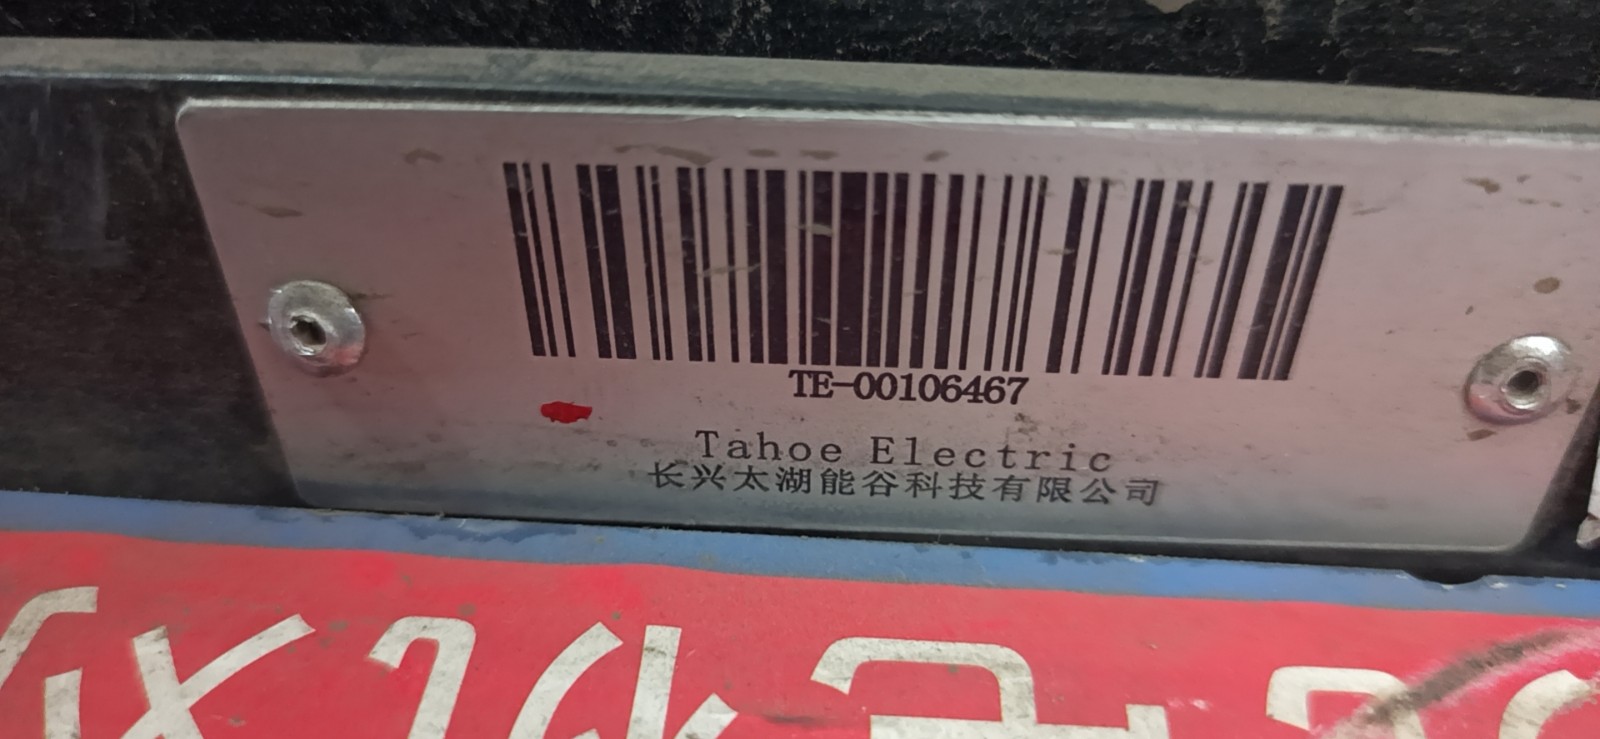 TE-00106467
Tahoe Electric
长兴太湖能谷科技有限公司